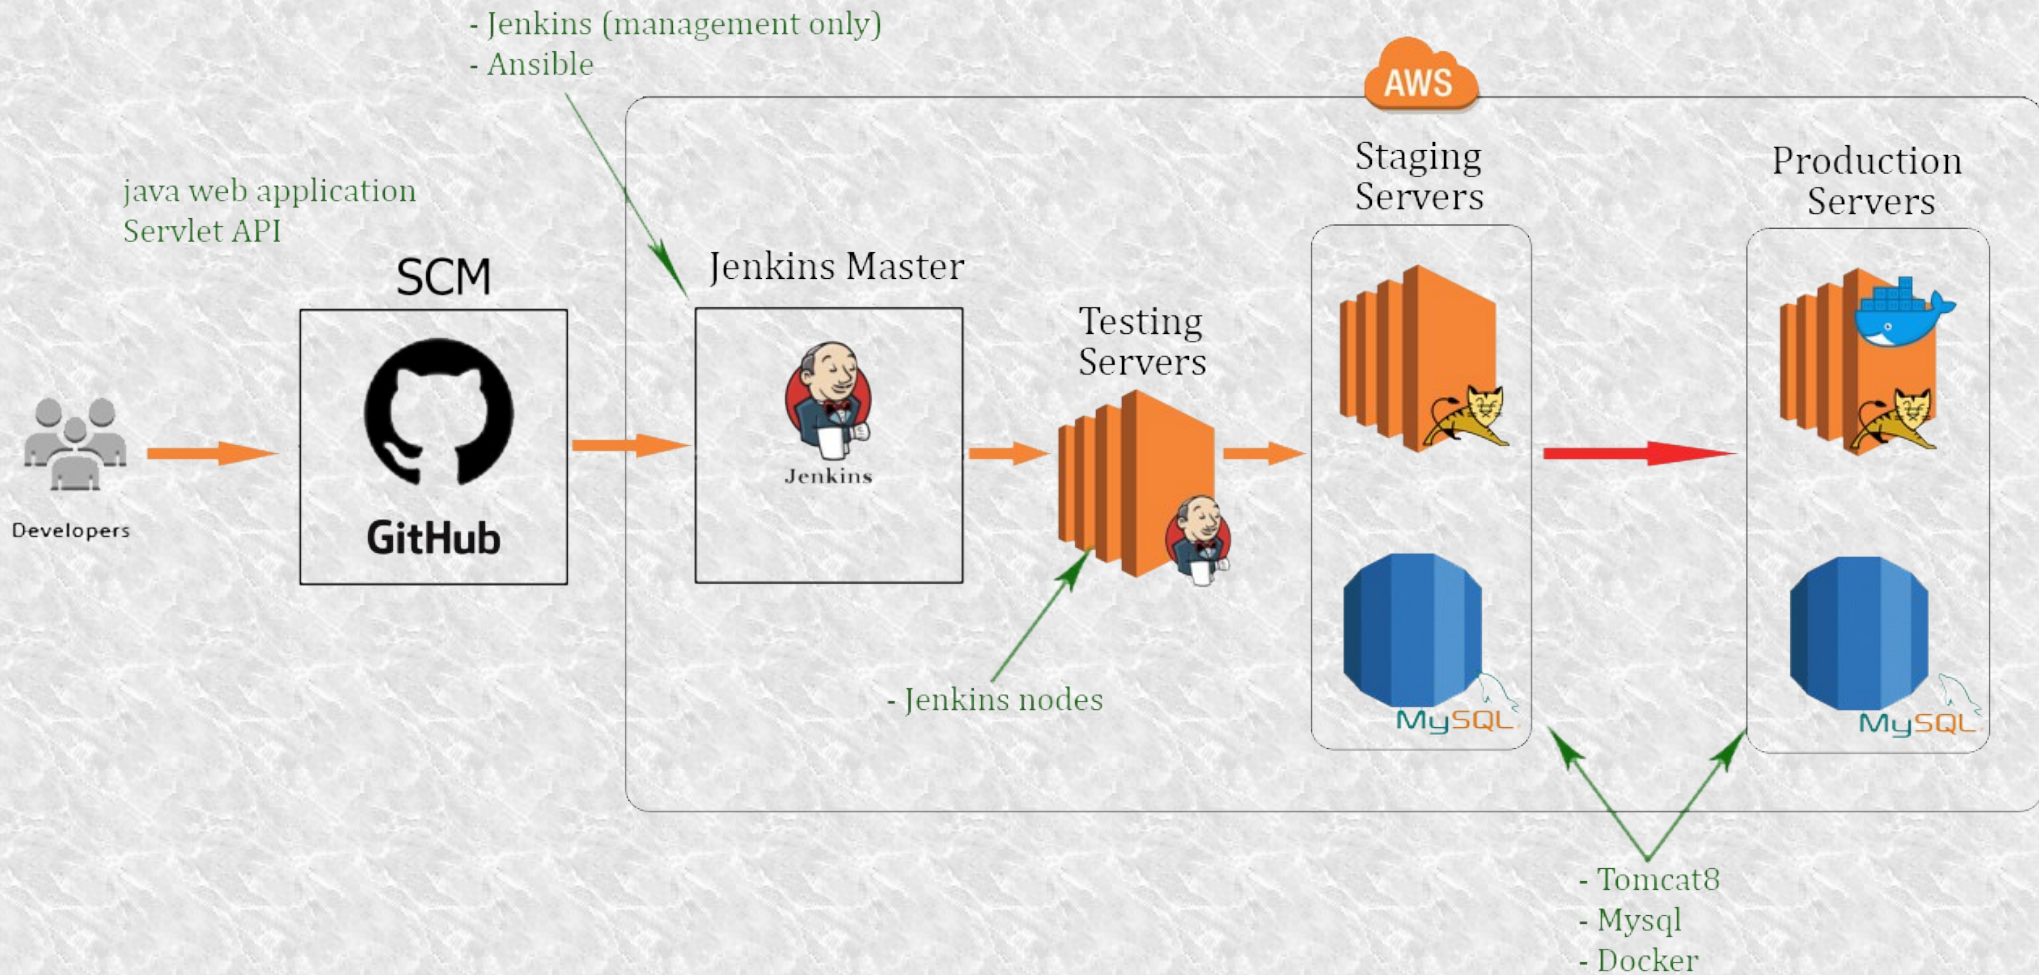 - Jenkins (management only)
- Ansible
AWS
java web application
Servlet API
SCM
GitHub
Developers
Jenkins Master
Jenkins
Testing
Servers
- Jenkins nodes
Staging
Servers
MySQL
Production
Servers
MySQL
- Tomcat8
- Mysql
- Docker